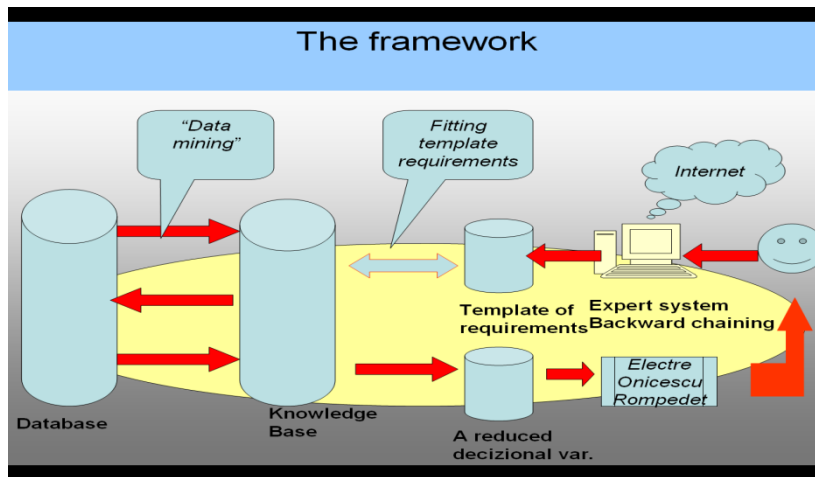 The framework
“Data
mining”
Fitting
template
requirements
Internet
Template of
requirements
Expert system
Backward chaining
Database
Knowledge
Base
A reduced
decizional var.
Electre
Onicescu
Rompedet